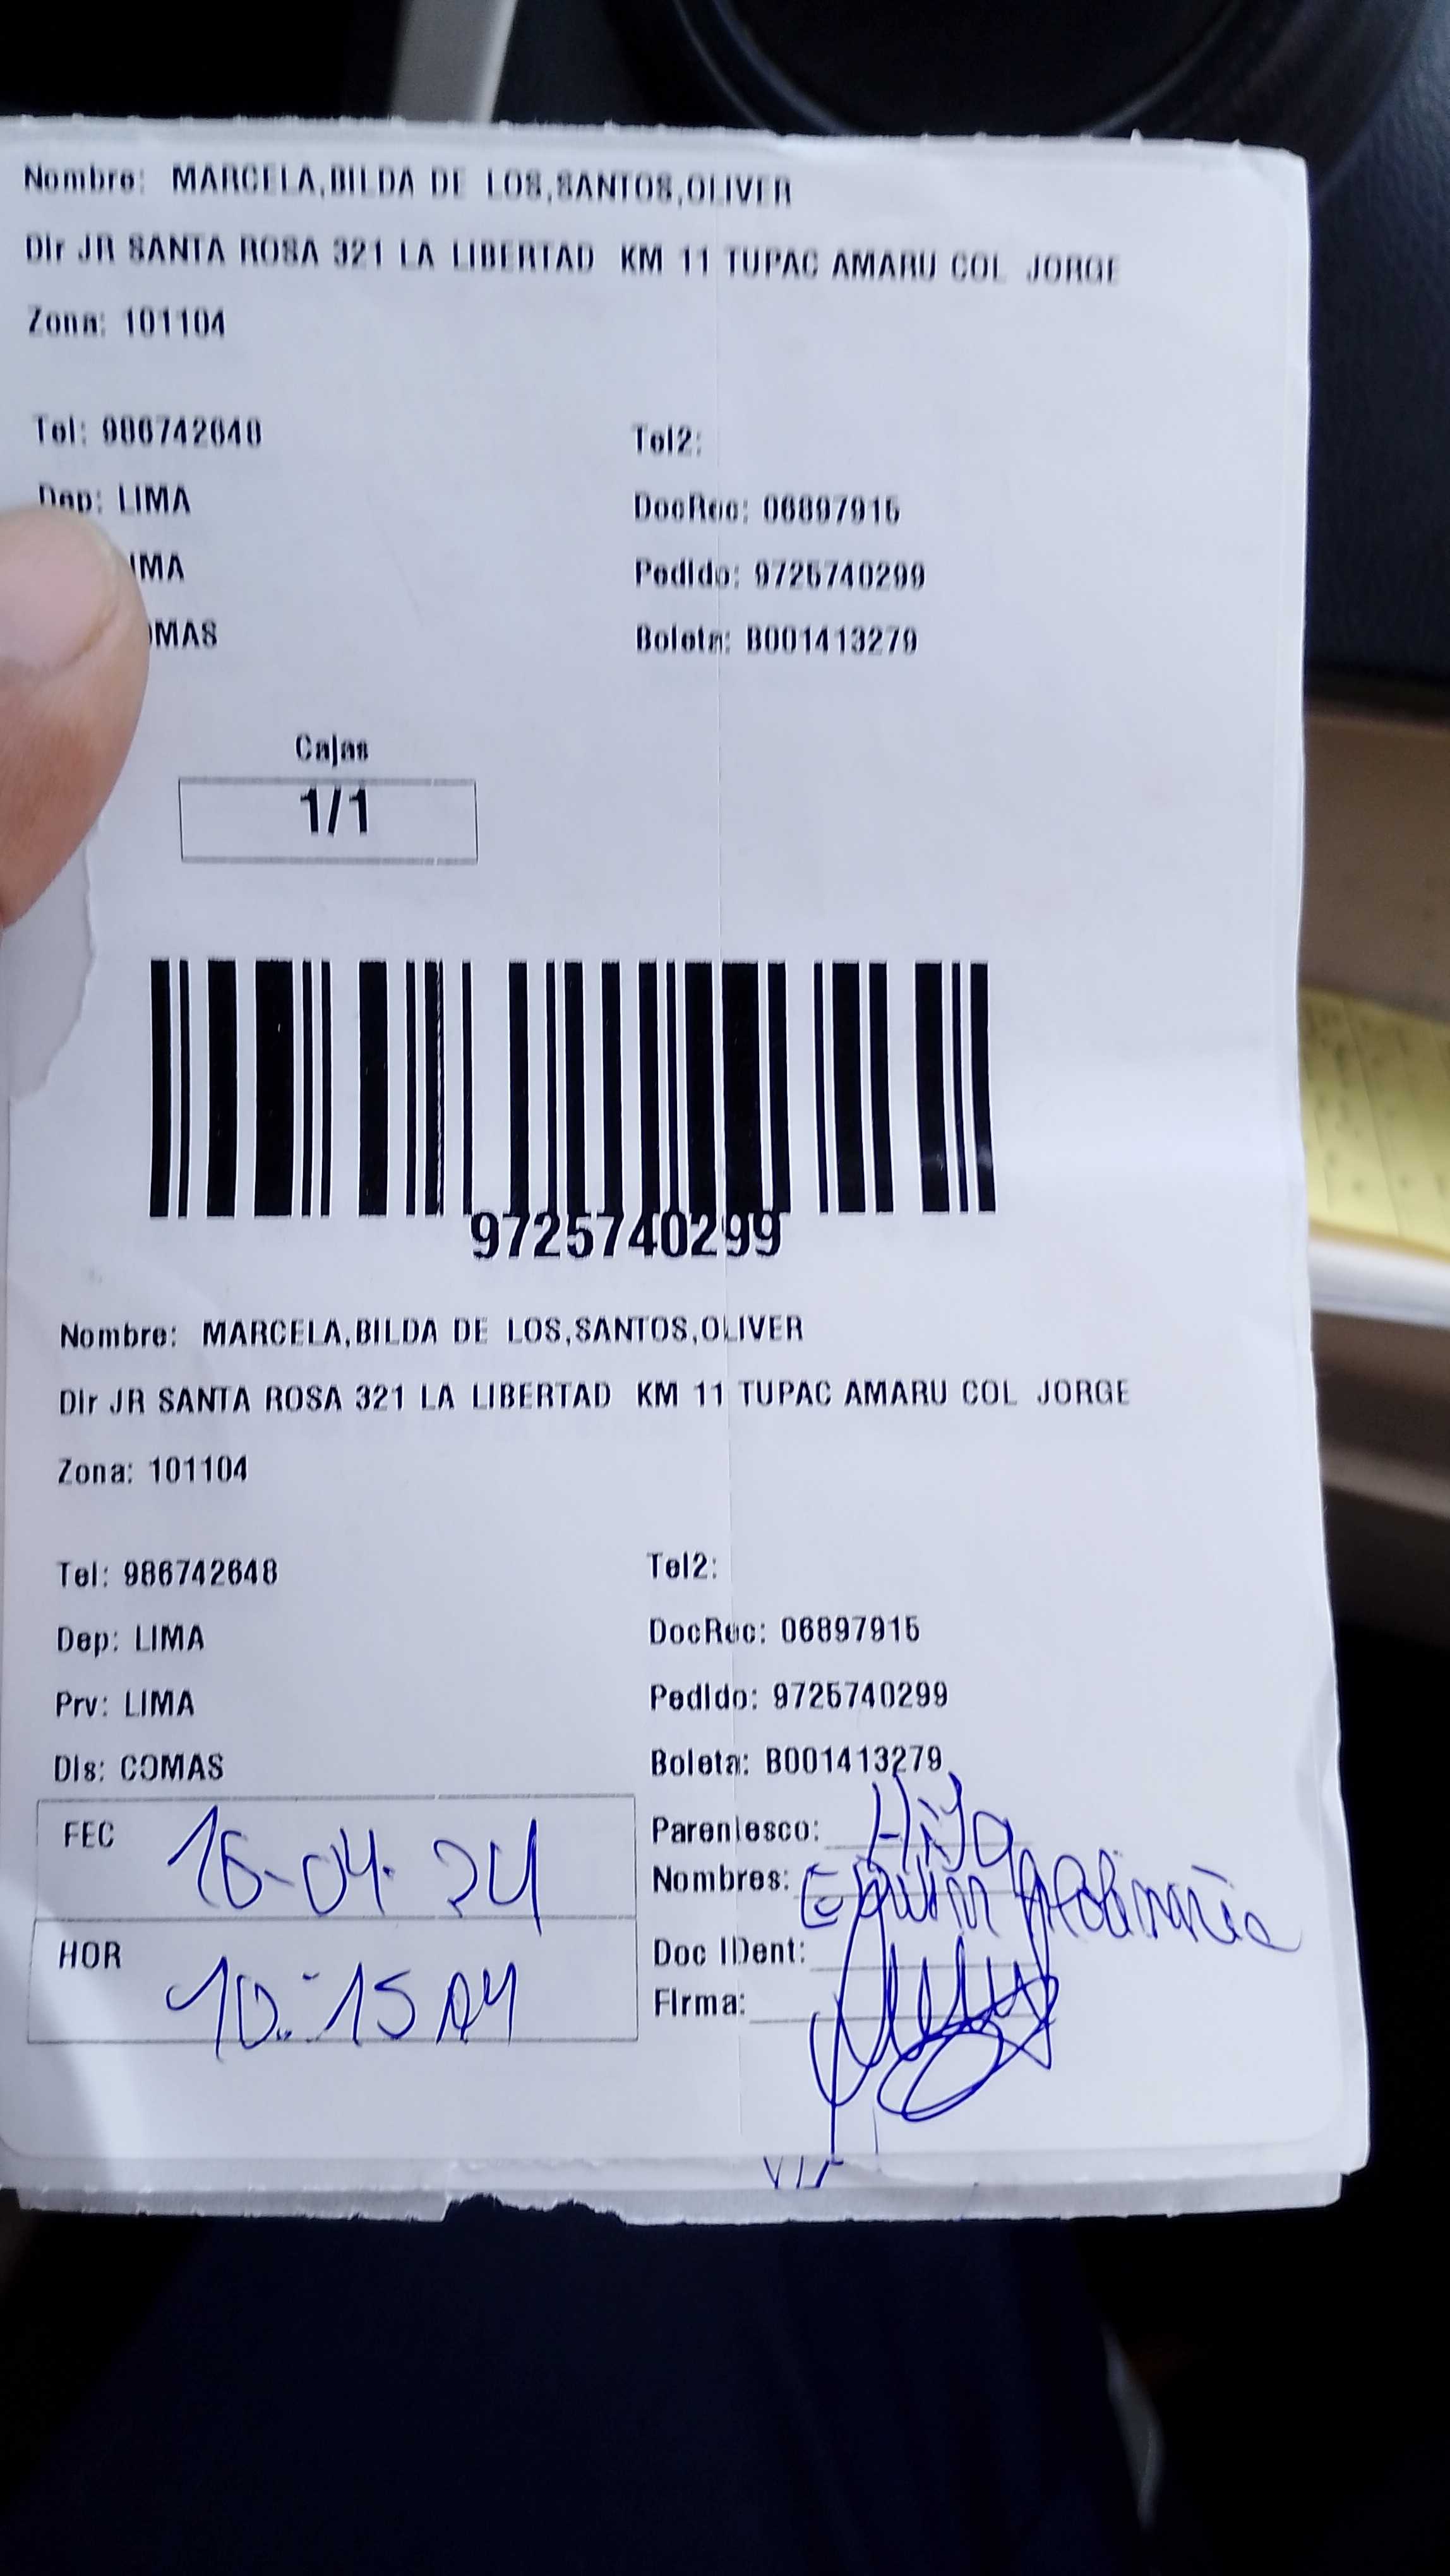 Nombre: MARCELA,BILDA DE LOS,SANTOS,OLIVER
Dir JR SANTA ROSA 321 LA LIBERTAD KM 11 TUPAC AMARU COL JORGE
Zona: 101104
Tel: 986742648 Tel2:
Dep: LIMA DocRec: 06897915
IMA Pedido: 9725740299
OMAS Boleta: B001413279
Cajas
1/1
9725740299
Nombre: MARCELA,BILDA DE LOS,SANTOS,OLIVER
Dir JR SANTA ROSA 321 LA LIBERTAD KM 11 TUPAC AMARU COL JORGE
Zona: 101104
Tel: 986742648 Tel2:
Dep: LIMA DocRec: 06897915
Prv: LIMA Pedido: 9725740299
Dis: COMAS Boleta: B001413279
FEC 16-04-24 Parentesco: Hija
Nombres:
HOR 10:15 AM Doc IDent:
Firma: